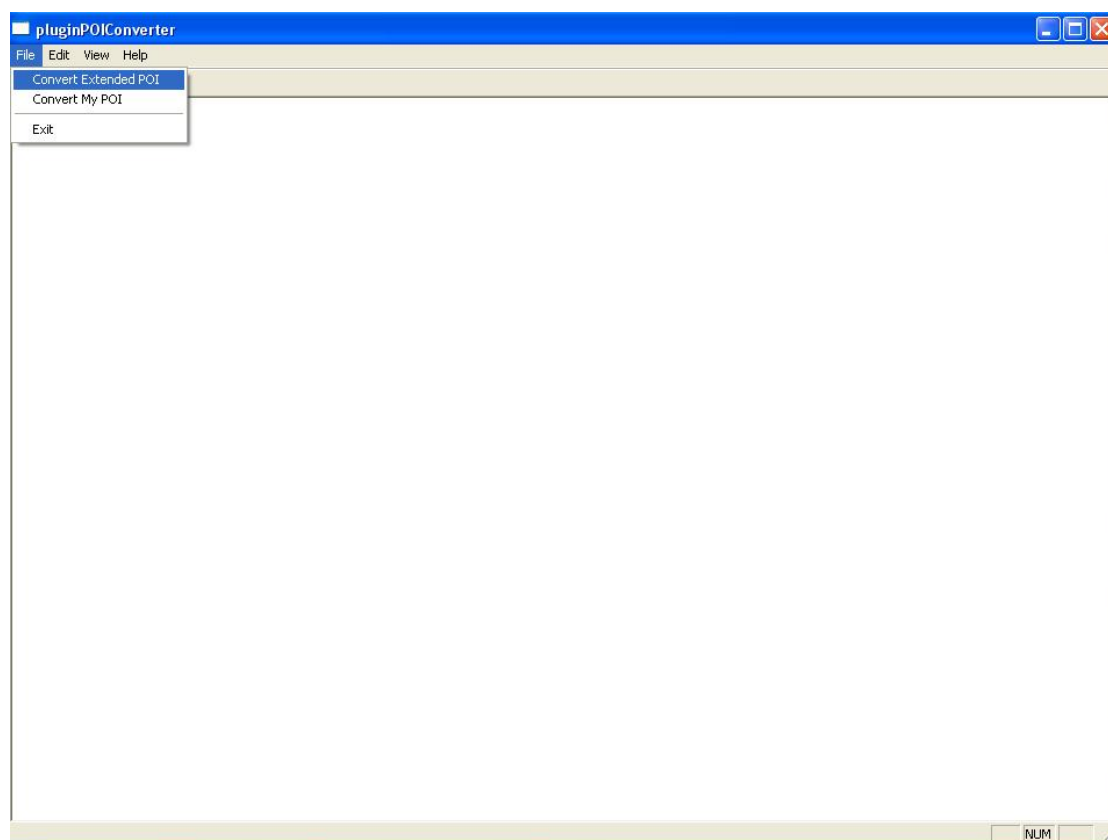 pluginPOIConverter
File Edit View Help
Convert Extended POI
Convert My POI
Exit
NUM